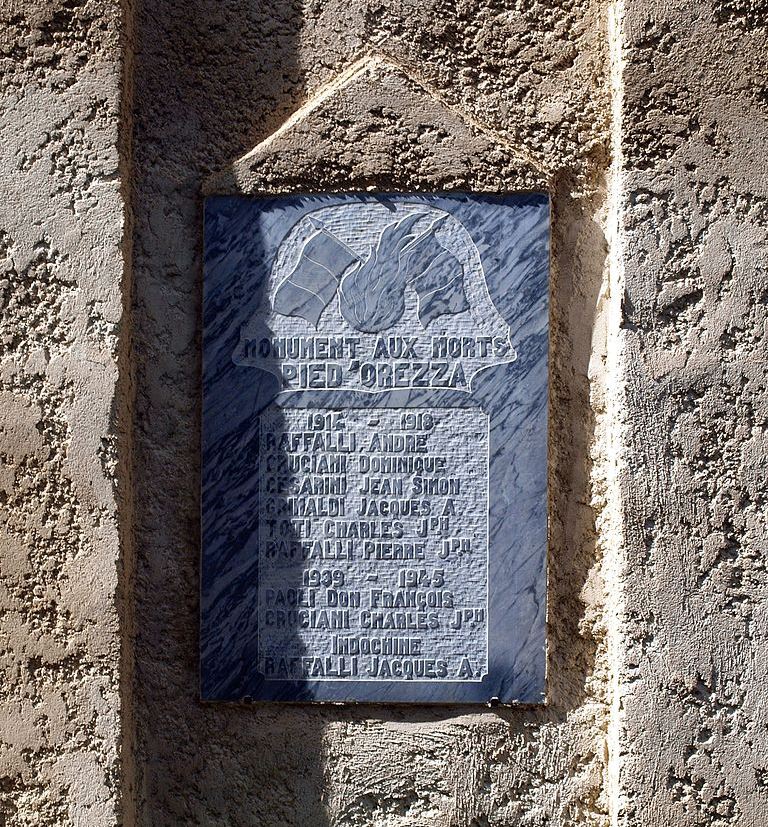 MONUMENT AUX MORTS
PIED'OREZZA
1914 - 1918
RAFFALLI ANDRE
CRUCIANI DOMINIQUE
CESARINI JEAN SIMON
GRIMALDI JACQUES A.
TOTI CHARLES JPH
RAFFALLI PIERRE JPH
1939 - 1945
PAOLI DON FRANÇOIS
CRUCIANI CHARLES JPH
INDOCHINE
RAFFALLI JACQUES A.